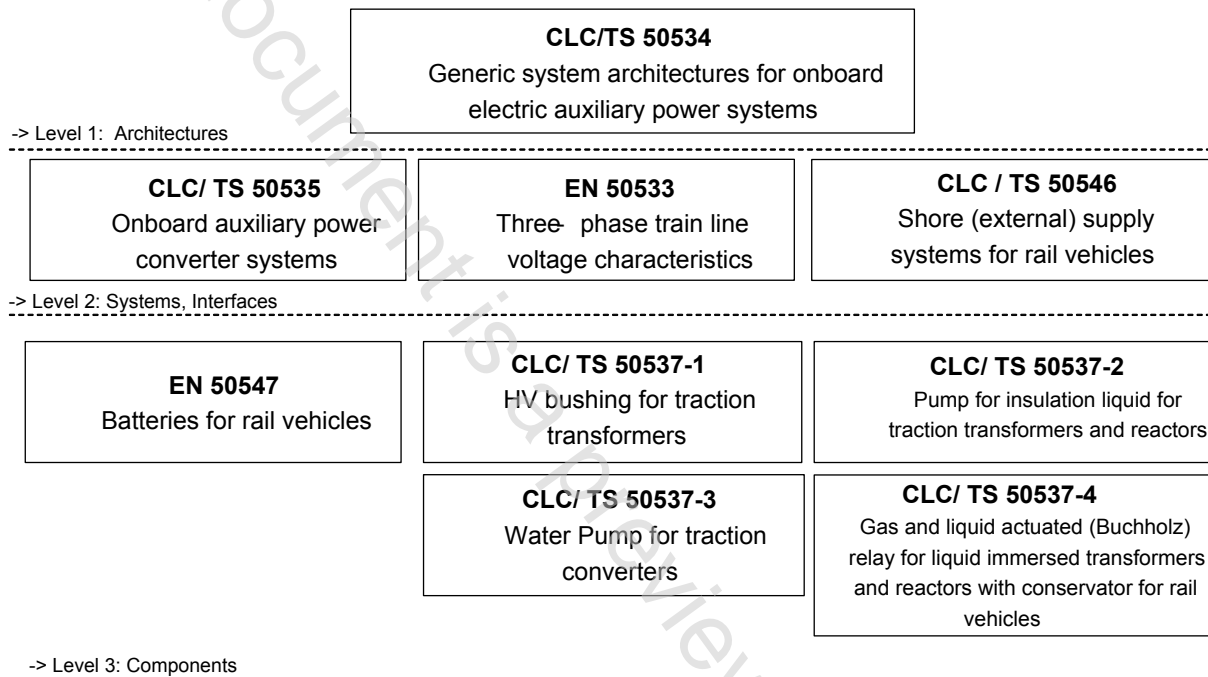 CLC/TS 50534
Generic system architectures for onboard
electric auxiliary power systems
-> Level 1: Architectures
CLC/ TS 50535
Onboard auxiliary power
converter systems
EN 50533
Three- phase train line
voltage characteristics
CLC / TS 50546
Shore (external) supply
systems for rail vehicles
-> Level 2: Systems, Interfaces
EN 50547
Batteries for rail vehicles
CLC/ TS 50537-1
HV bushing for traction
transformers
CLC/ TS 50537-2
Pump for insulation liquid for
traction transformers and reactors
CLC/ TS 50537-3
Water Pump for traction
converters
CLC/ TS 50537-4
Gas and liquid actuated (Buchholz)
relay for liquid immersed transformers
and reactors with conservator for rail
vehicles
-> Level 3: Components
ocument is a preview